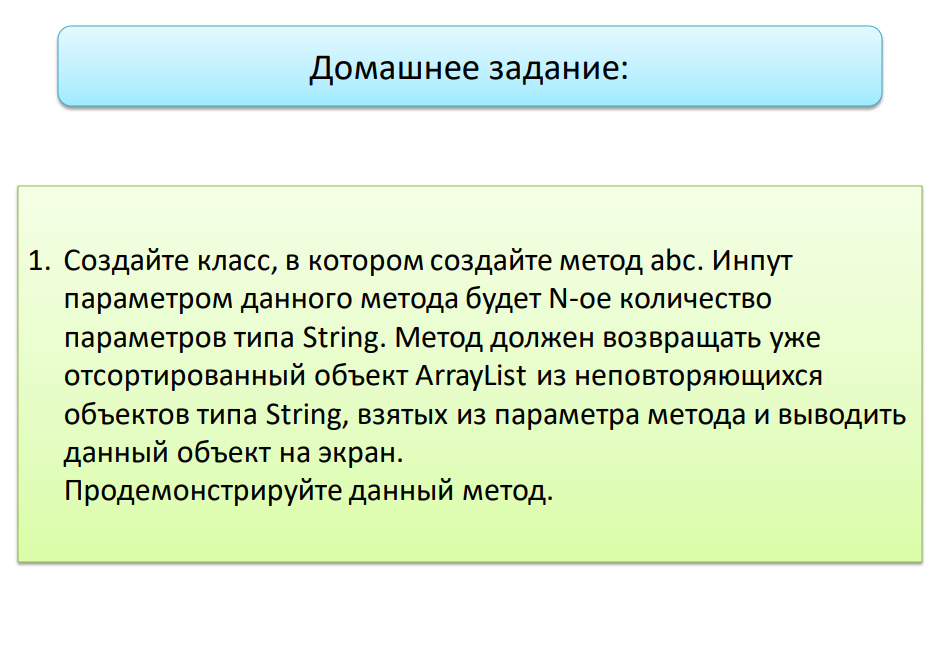 Домашнее задание:
1. Создайте класс, в котором создайте метод abc. Инпут
параметром данного метода будет N-ое количество
параметров типа String. Метод должен возвращать уже
отсортированный объект ArrayList из неповторяющихся
объектов типа String, взятых из параметра метода и выводить
данный объект на экран.
Продемонстрируйте данный метод.